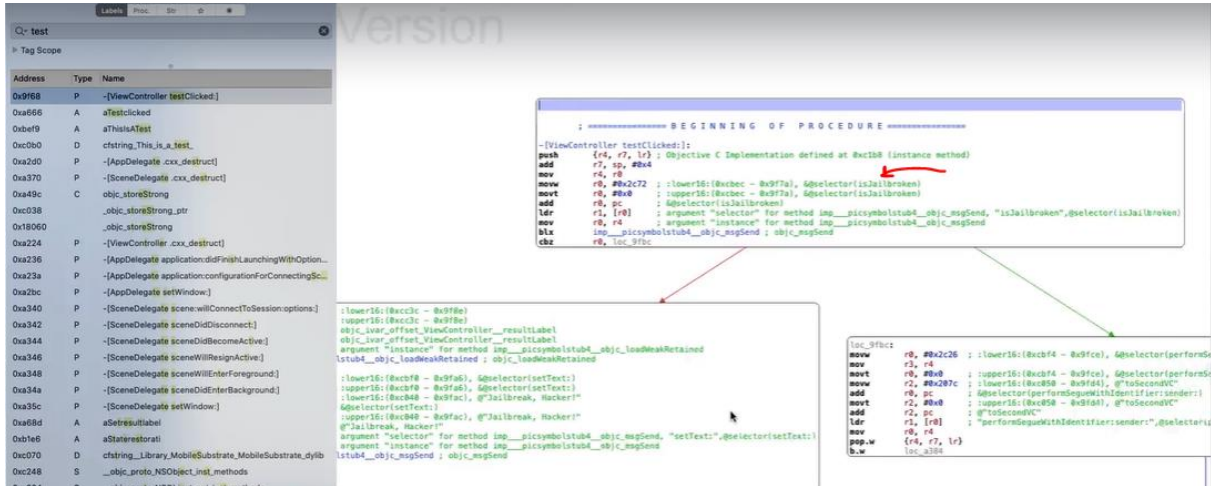 Labels Proc. Str
test
Tag Scope
Address Type Name
0x9f68 P -[ViewController testClicked:]
0xa666 A aTestclicked
0xbef9 A aThisIsATest
0xc0b0 D cfstring_This_is_a_test_
0xa2d0 P -[AppDelegate .cxx_destruct]
0xa370 P -[SceneDelegate .cxx_destruct]
0xa49c C objc_storeStrong
0xc038 _objc_storeStrong_ptr
0x18060 _objc_storeStrong
0xa224 P -[ViewController .cxx_destruct]
0xa236 P -[AppDelegate application:didFinishLaunchingWithOption...
0xa23a P -[AppDelegate application:configurationForConnectingSc...
0xa2bc P -[AppDelegate setWindow:]
0xa340 P -[SceneDelegate scene:willConnectToSession:options:]
0xa342 P -[SceneDelegate sceneDidDisconnect:]
0xa344 P -[SceneDelegate sceneDidBecomeActive:]
0xa346 P -[SceneDelegate sceneWillResignActive:]
0xa348 P -[SceneDelegate sceneWillEnterForeground:]
0xa34a P -[SceneDelegate sceneDidEnterBackground:]
0xa35c P -[SceneDelegate setWindow:]
0xa68d A aSetresultlabel
0xb1e6 A aStaterestorati
0xc070 D cfstring__Library_MobileSubstrate_MobileSubstrate_dylib
0xc248 S __objc_proto_NSObject_inst_methods
Version
; =============== BEGINNING OF PROCEDURE ===============
-[ViewController testClicked:]:
push {r4, r7, lr} ; Objective C Implementation defined at 0xc1b8 (instance method)
add r7, sp, #0x4
mov r4, r0
movw r0, #0x2c72 ; :lower16:(0xcbec - 0x9f7a), &@selector(isJailbroken)
movt r0, #0x0 ; :upper16:(0xcbec - 0x9f7a), &@selector(isJailbroken)
add r0, pc ; &@selector(isJailbroken)
ldr r1, [r0] ; argument "selector" for method imp___picsymbolstub4__objc_msgSend, "isJailbroken",@selector(isJailbroken)
mov r0, r4 ; argument "instance" for method imp___picsymbolstub4__objc_msgSend
blx imp___picsymbolstub4__objc_msgSend ; objc_msgSend
cbz r0, loc_9fbc
:lower16:(0xcc3c - 0x9f8e)
:upper16:(0xcc3c - 0x9f8e)
objc_ivar_offset_ViewController__resultLabel
objc_ivar_offset_ViewController__resultLabel
argument "instance" for method imp___picsymbolstub4__objc_loadWeakRetained
lstub4__objc_loadWeakRetained ; objc_loadWeakRetained
:lower16:(0xcbf0 - 0x9fa6), &@selector(setText:)
:upper16:(0xcbf0 - 0x9fa6), &@selector(setText:)
:lower16:(0xc040 - 0x9fac), @"Jailbreak, Hacker!"
&@selector(setText:)
:upper16:(0xc040 - 0x9fac), @"Jailbreak, Hacker!"
@"Jailbreak, Hacker!"
argument "selector" for method imp___picsymbolstub4__objc_msgSend, "setText:",@selector(setText:)
argument "instance" for method imp___picsymbolstub4__objc_msgSend
lstub4__objc_msgSend ; objc_msgSend
loc_9fbc:
movw r0, #0x2c26 ; :lower16:(0xcbf4 - 0x9fce), &@selector(performSe
mov r3, r4
movt r0, #0x0 ; :upper16:(0xcbf4 - 0x9fce), &@selector(performSe
movw r2, #0x207c ; :lower16:(0xc050 - 0x9fd4), @"toSecondVC"
add r0, pc ; &@selector(performSegueWithIdentifier:sender:)
movt r2, #0x0 ; :upper16:(0xc050 - 0x9fd4), @"toSecondVC"
add r2, pc ; @"toSecondVC"
ldr r1, [r0] ; "performSegueWithIdentifier:sender:",@selector(p
mov r0, r4
pop.w {r4, r7, lr}
b.w loc_a384